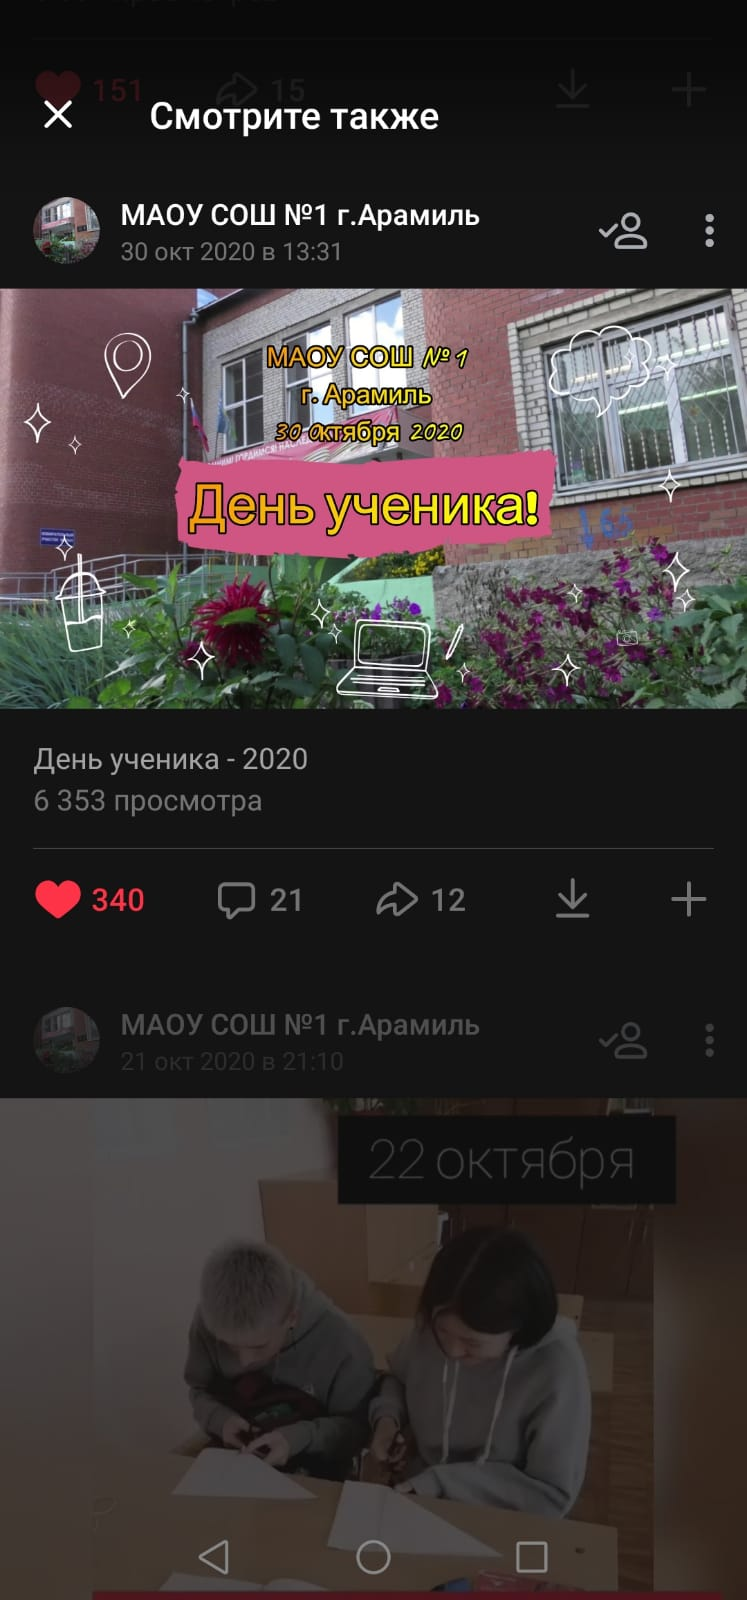 151 15
Смотрите также
МАОУ СОШ №1 г.Арамиль
30 окт 2020 в 13:31
МАОУ СОШ № 1
г. Арамиль
30 Октября 2020
День ученика!
День ученика - 2020
6 353 просмотра
340 21 12
МАОУ СОШ №1 г.Арамиль
21 окт 2020 в 21:10
22 октября